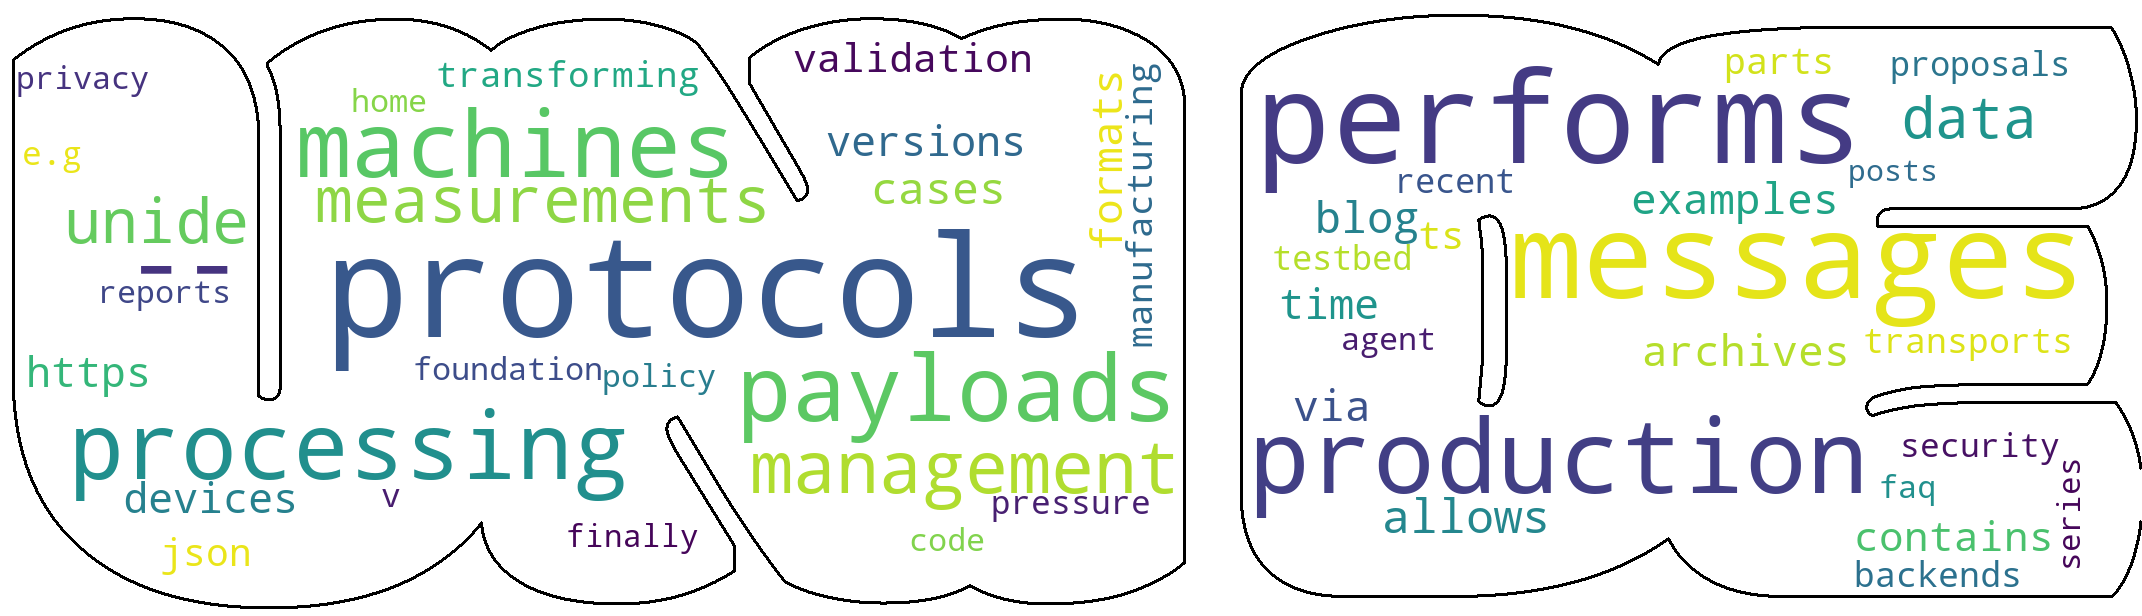 privacy
e.g
unide
--
reports
https
processing
devices
v
json
finally
transforming
home
machines
measurements
protocols
foundation
policy
validation
versions
cases
formats
manufacturing
payloads
management
pressure
code
performs
parts
proposals
data
posts
recent
examples
blog
ts
testbed
time
agent
messages
archives
transports
via
production
allows
security
faq
series
contains
backends